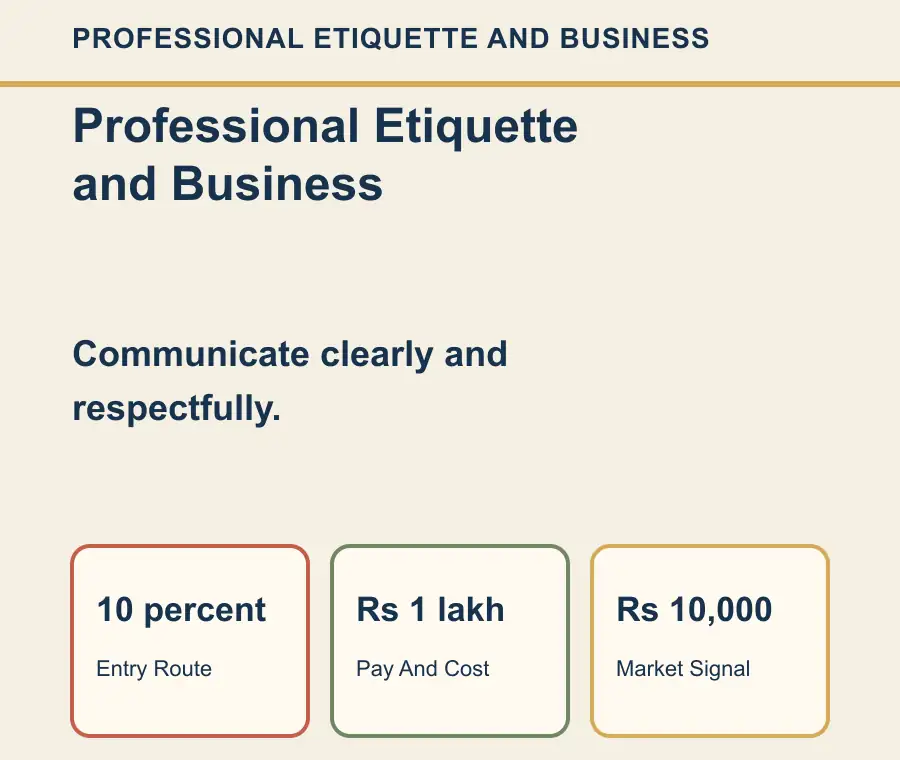 PROFESSIONAL ETIQUETTE AND BUSINESS
Professional Etiquette
and Business
Communicate clearly and
respectfully.
10 percent
Entry Route
Rs 1 lakh
Pay And Cost
Rs 10,000
Market Signal